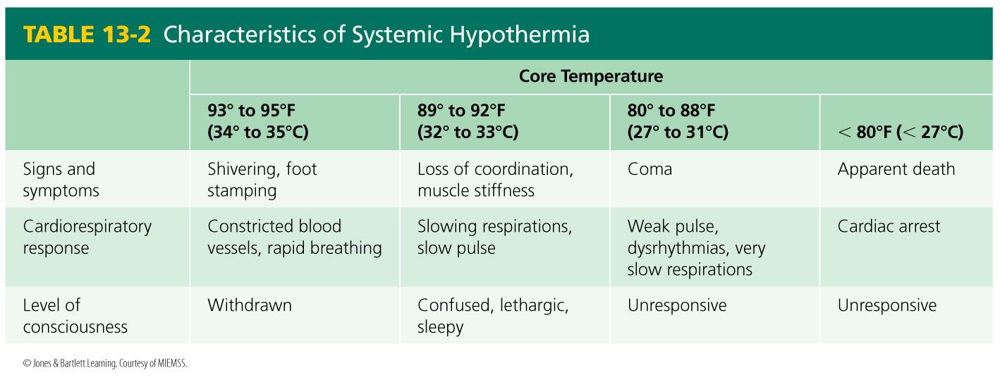 TABLE 13-2 Characteristics of Systemic Hypothermia
Core Temperature
93° to 95°F
(34° to 35°C)
89° to 92°F
(32° to 33°C)
80° to 88°F
(27° to 31°C)
< 80°F (< 27°C)
Signs and
symptoms
Shivering, foot
stamping
Loss of coordination,
muscle stiffness
Coma
Apparent death
Cardiorespiratory
response
Constricted blood
vessels, rapid breathing
Slowing respirations,
slow pulse
Weak pulse,
dysrhythmias, very
slow respirations
Cardiac arrest
Level of
consciousness
Withdrawn
Confused, lethargic,
sleepy
Unresponsive
Unresponsive
© Jones & Bartlett Learning. Courtesy of MIEMSS.